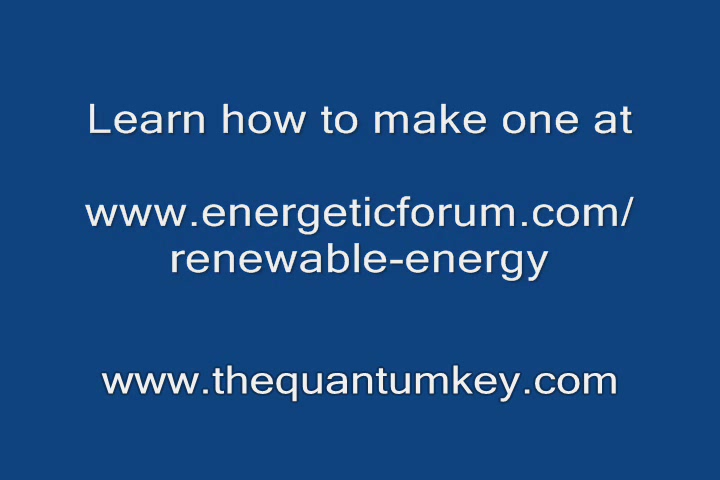 Learn how to make one at
www.energeticforum.com/
renewable-energy
www.thequantumkey.com